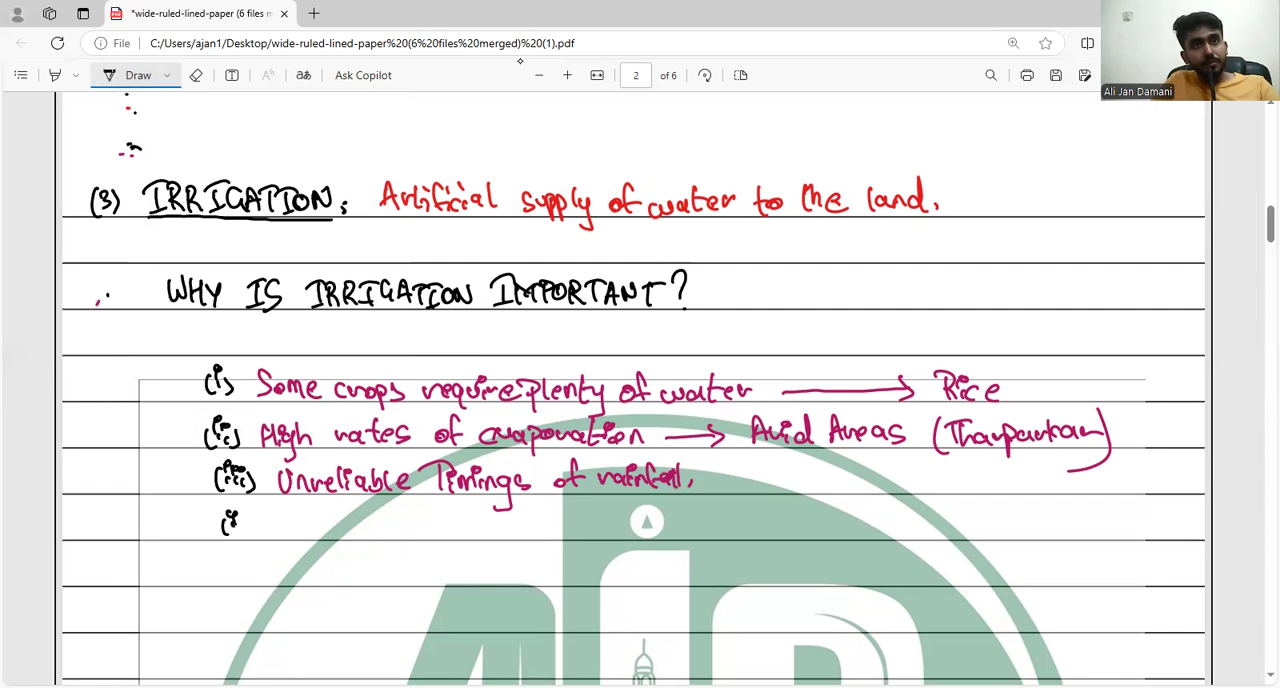 *wide-ruled-lined-paper (6 files m
File C:/Users/ajan1/Desktop/wide-ruled-lined-paper%20(6%20files%20merged)%20(1).pdf
Draw Ask Copilot 2 of 6
Ali Jan Damani
(3) IRRIGATION: Artificial supply of water to the land.
WHY IS IRRIGATION IMPORTANT?
(i) Some crops require plenty of water → Rice
(ii) High rates of evaporation → Arid Areas (Tharparkar)
(iii) Unreliable Timings of rainfall.